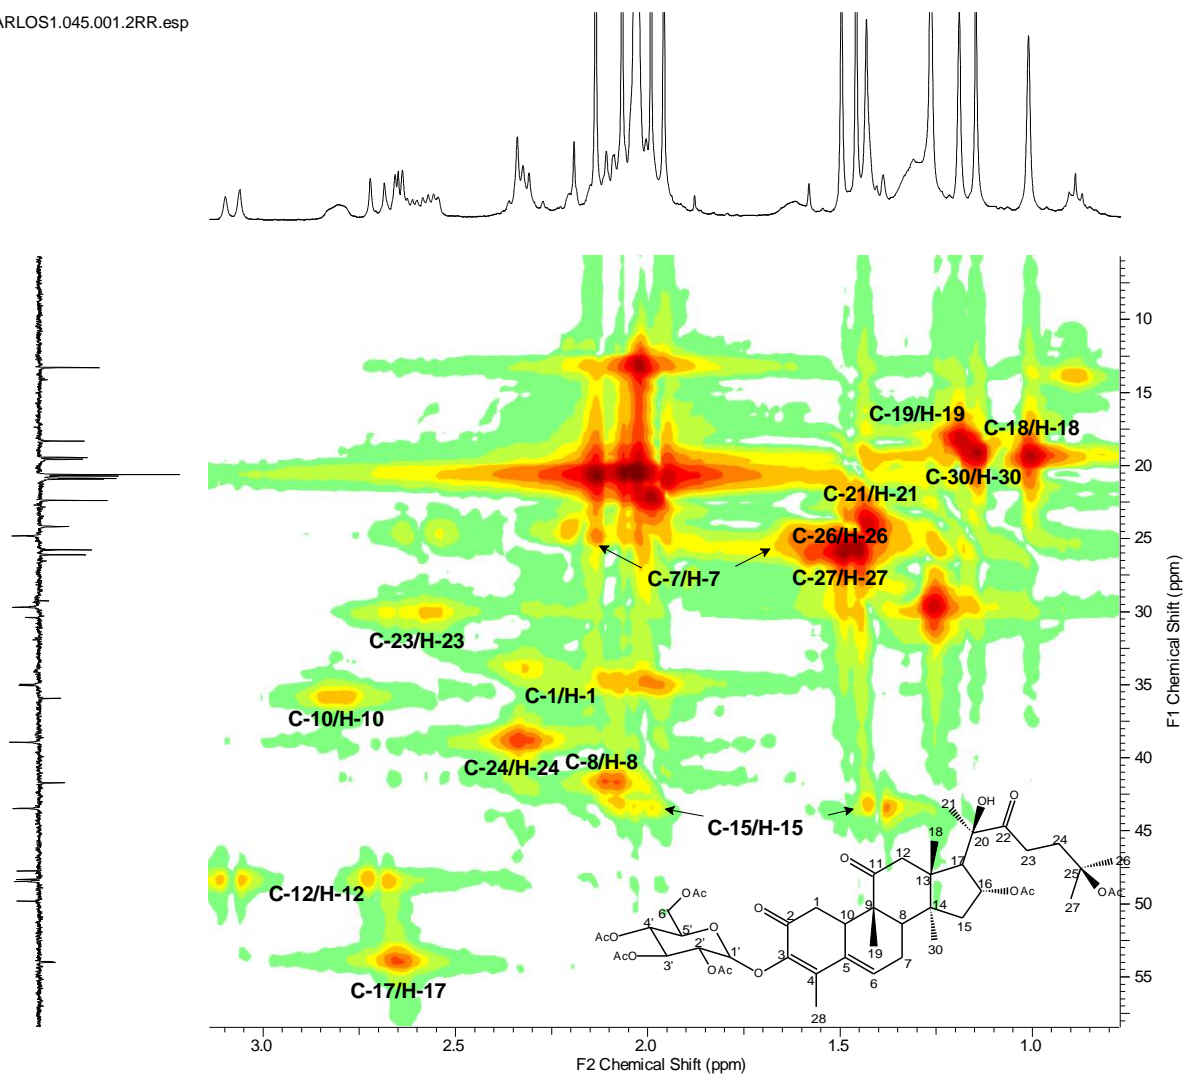 ARLOS1.045.001.2RR.esp
10
15
20
25
30
35
40
45
50
55
F1 Chemical Shift (ppm)
C-19/H-19
C-18/H-18
C-30/H-30
C-21/H-21
C-26/H-26
C-27/H-27
C-7/H-7
C-23/H-23
C-1/H-1
C-10/H-10
C-24/H-24
C-8/H-8
C-15/H-15
C-12/H-12
C-17/H-17
21
OH
O
18
20
22
24
12
17
23
26
O
11
13
16
OAc
25
OAc
27
1
9
14
15
OAc
6'
O
2
10
8
4'
5'
O
19
30
7
AcO
2'
1'
3
5
6
AcO
3'
OAc
O
4
28
3.0
2.5
2.0
1.5
1.0
F2 Chemical Shift (ppm)